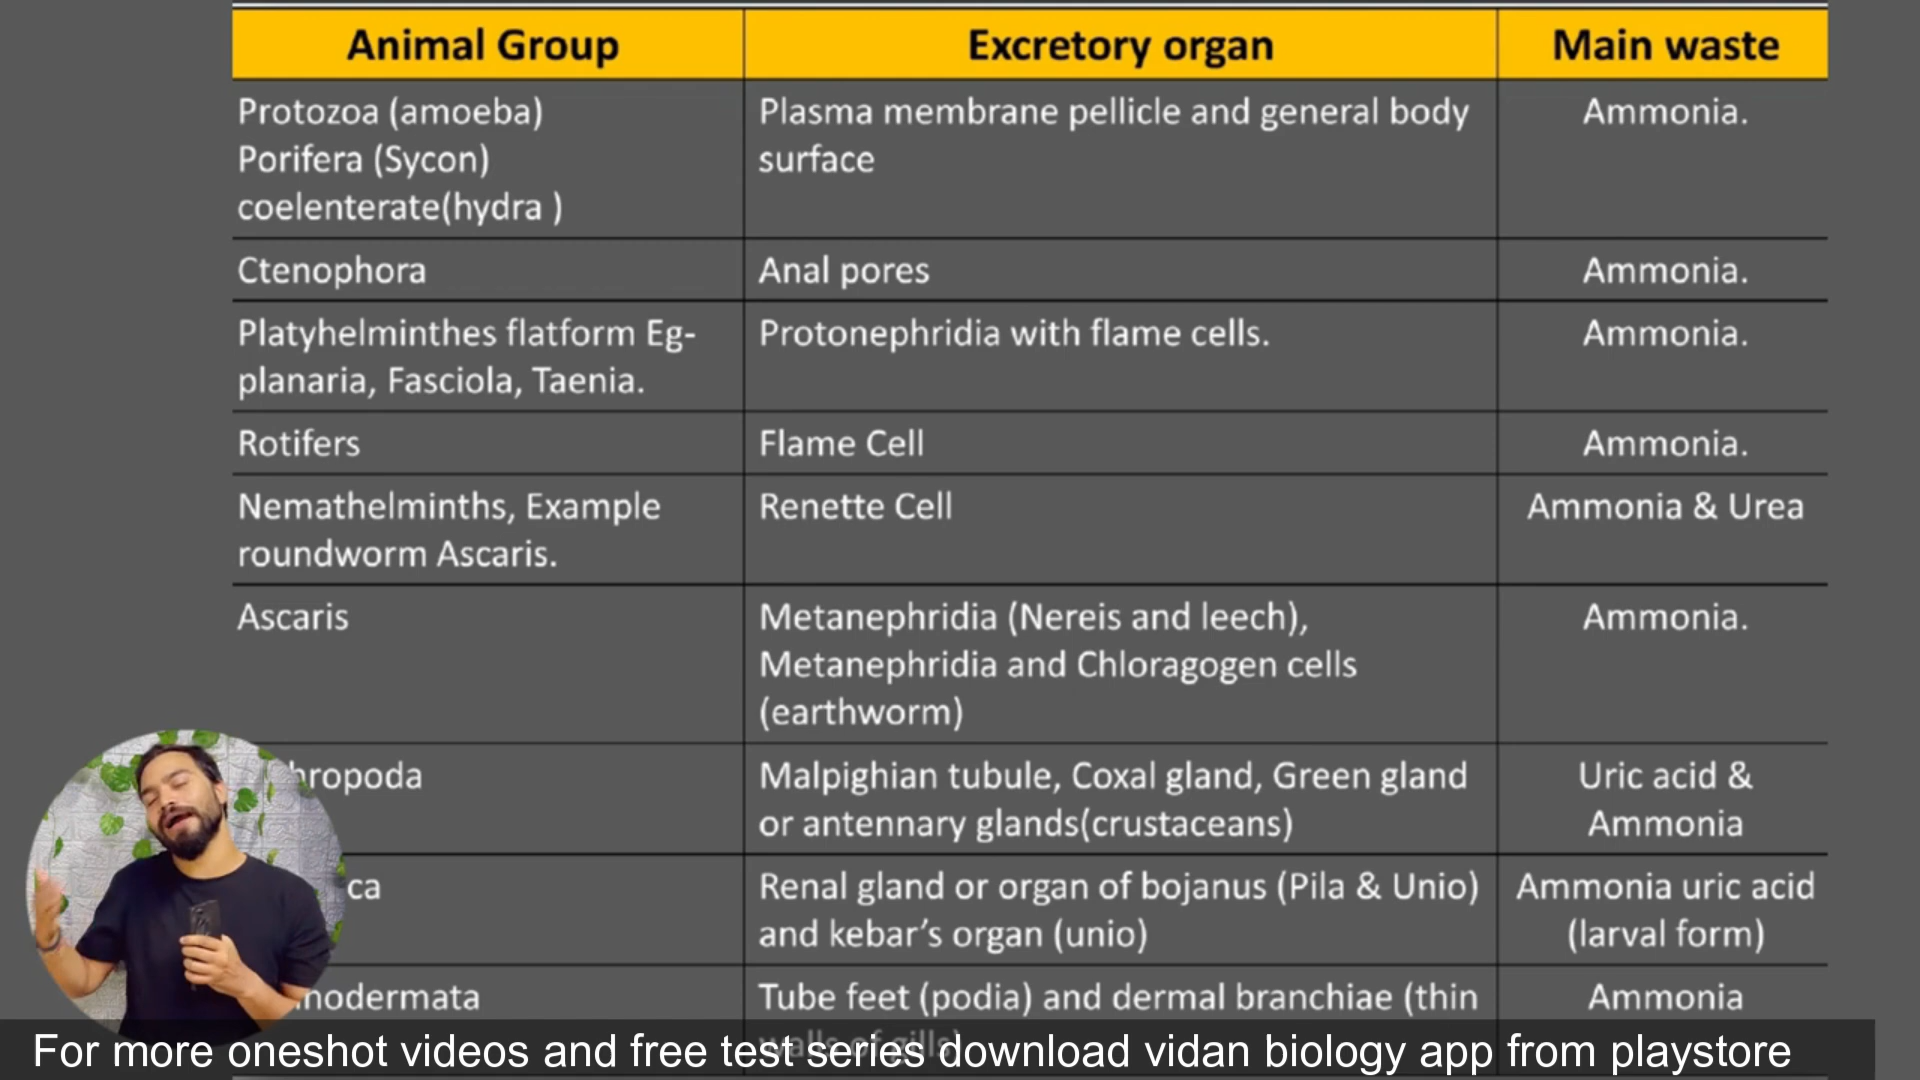 Animal Group
Excretory organ
Main waste
Protozoa (amoeba)
Porifera (Sycon)
coelenterate(hydra )
Plasma membrane pellicle and general body
surface
Ammonia.
Ctenophora
Anal pores
Ammonia.
Platyhelminthes flatform Eg-
planaria, Fasciola, Taenia.
Protonephridia with flame cells.
Ammonia.
Rotifers
Flame Cell
Ammonia.
Nemathelminths, Example
roundworm Ascaris.
Renette Cell
Ammonia & Urea
Ascaris
Metanephridia (Nereis and leech),
Metanephridia and Chloragogen cells
(earthworm)
Ammonia.
hropoda
Malpighian tubule, Coxal gland, Green gland
or antennary glands(crustaceans)
Uric acid &
Ammonia
ca
Renal gland or organ of bojanus (Pila & Unio)
and kebar’s organ (unio)
Ammonia uric acid
(larval form)
nodermata
Tube feet (podia) and dermal branchiae (thin
walls of gills)
Ammonia
For more oneshot videos and free test series download vidan biology app from playstore